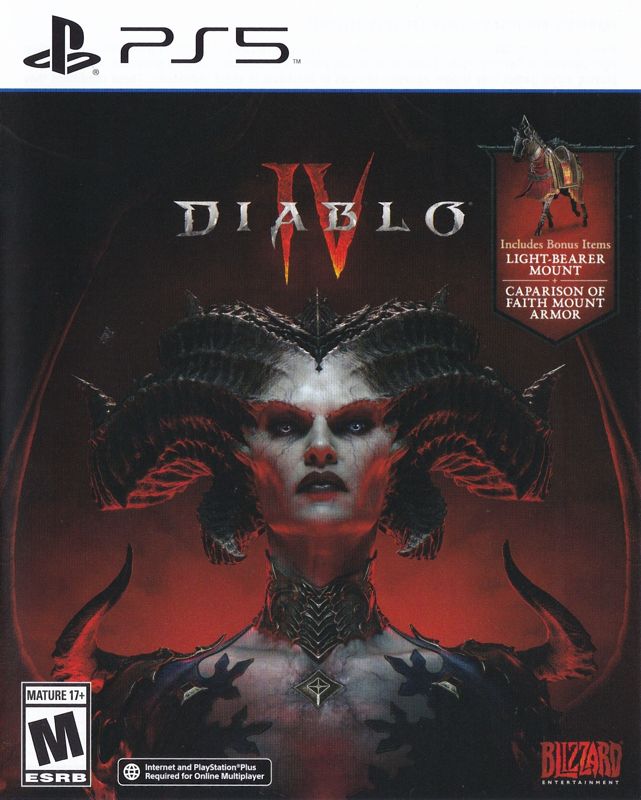 PS5
IV
DIABLO
Includes Bonus Items
LIGHT-BEARER
MOUNT
+
CAPARISON OF
FAITH MOUNT
ARMOR
MATURE 17+
M
ESRB
Internet and PlayStation®Plus
Required for Online Multiplayer
BLIZZARD
ENTERTAINMENT